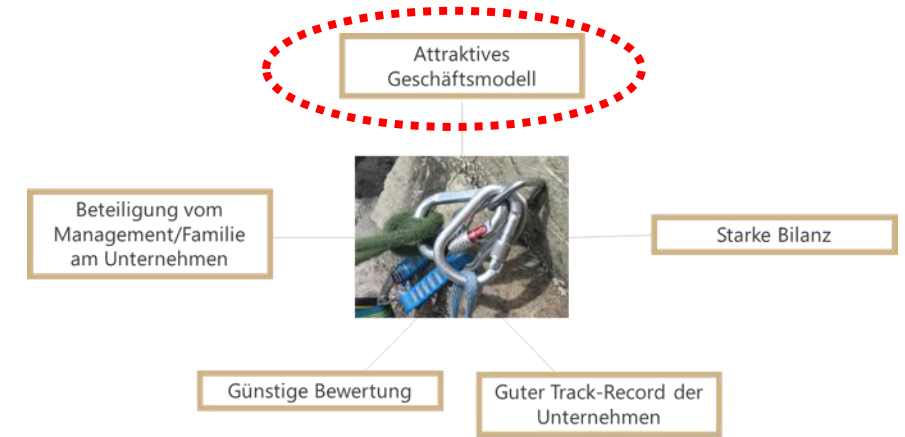 Attraktives
Geschäftsmodell
Beteiligung vom
Management/Familie
am Unternehmen
Starke Bilanz
Günstige Bewertung
Guter Track-Record der
Unternehmen